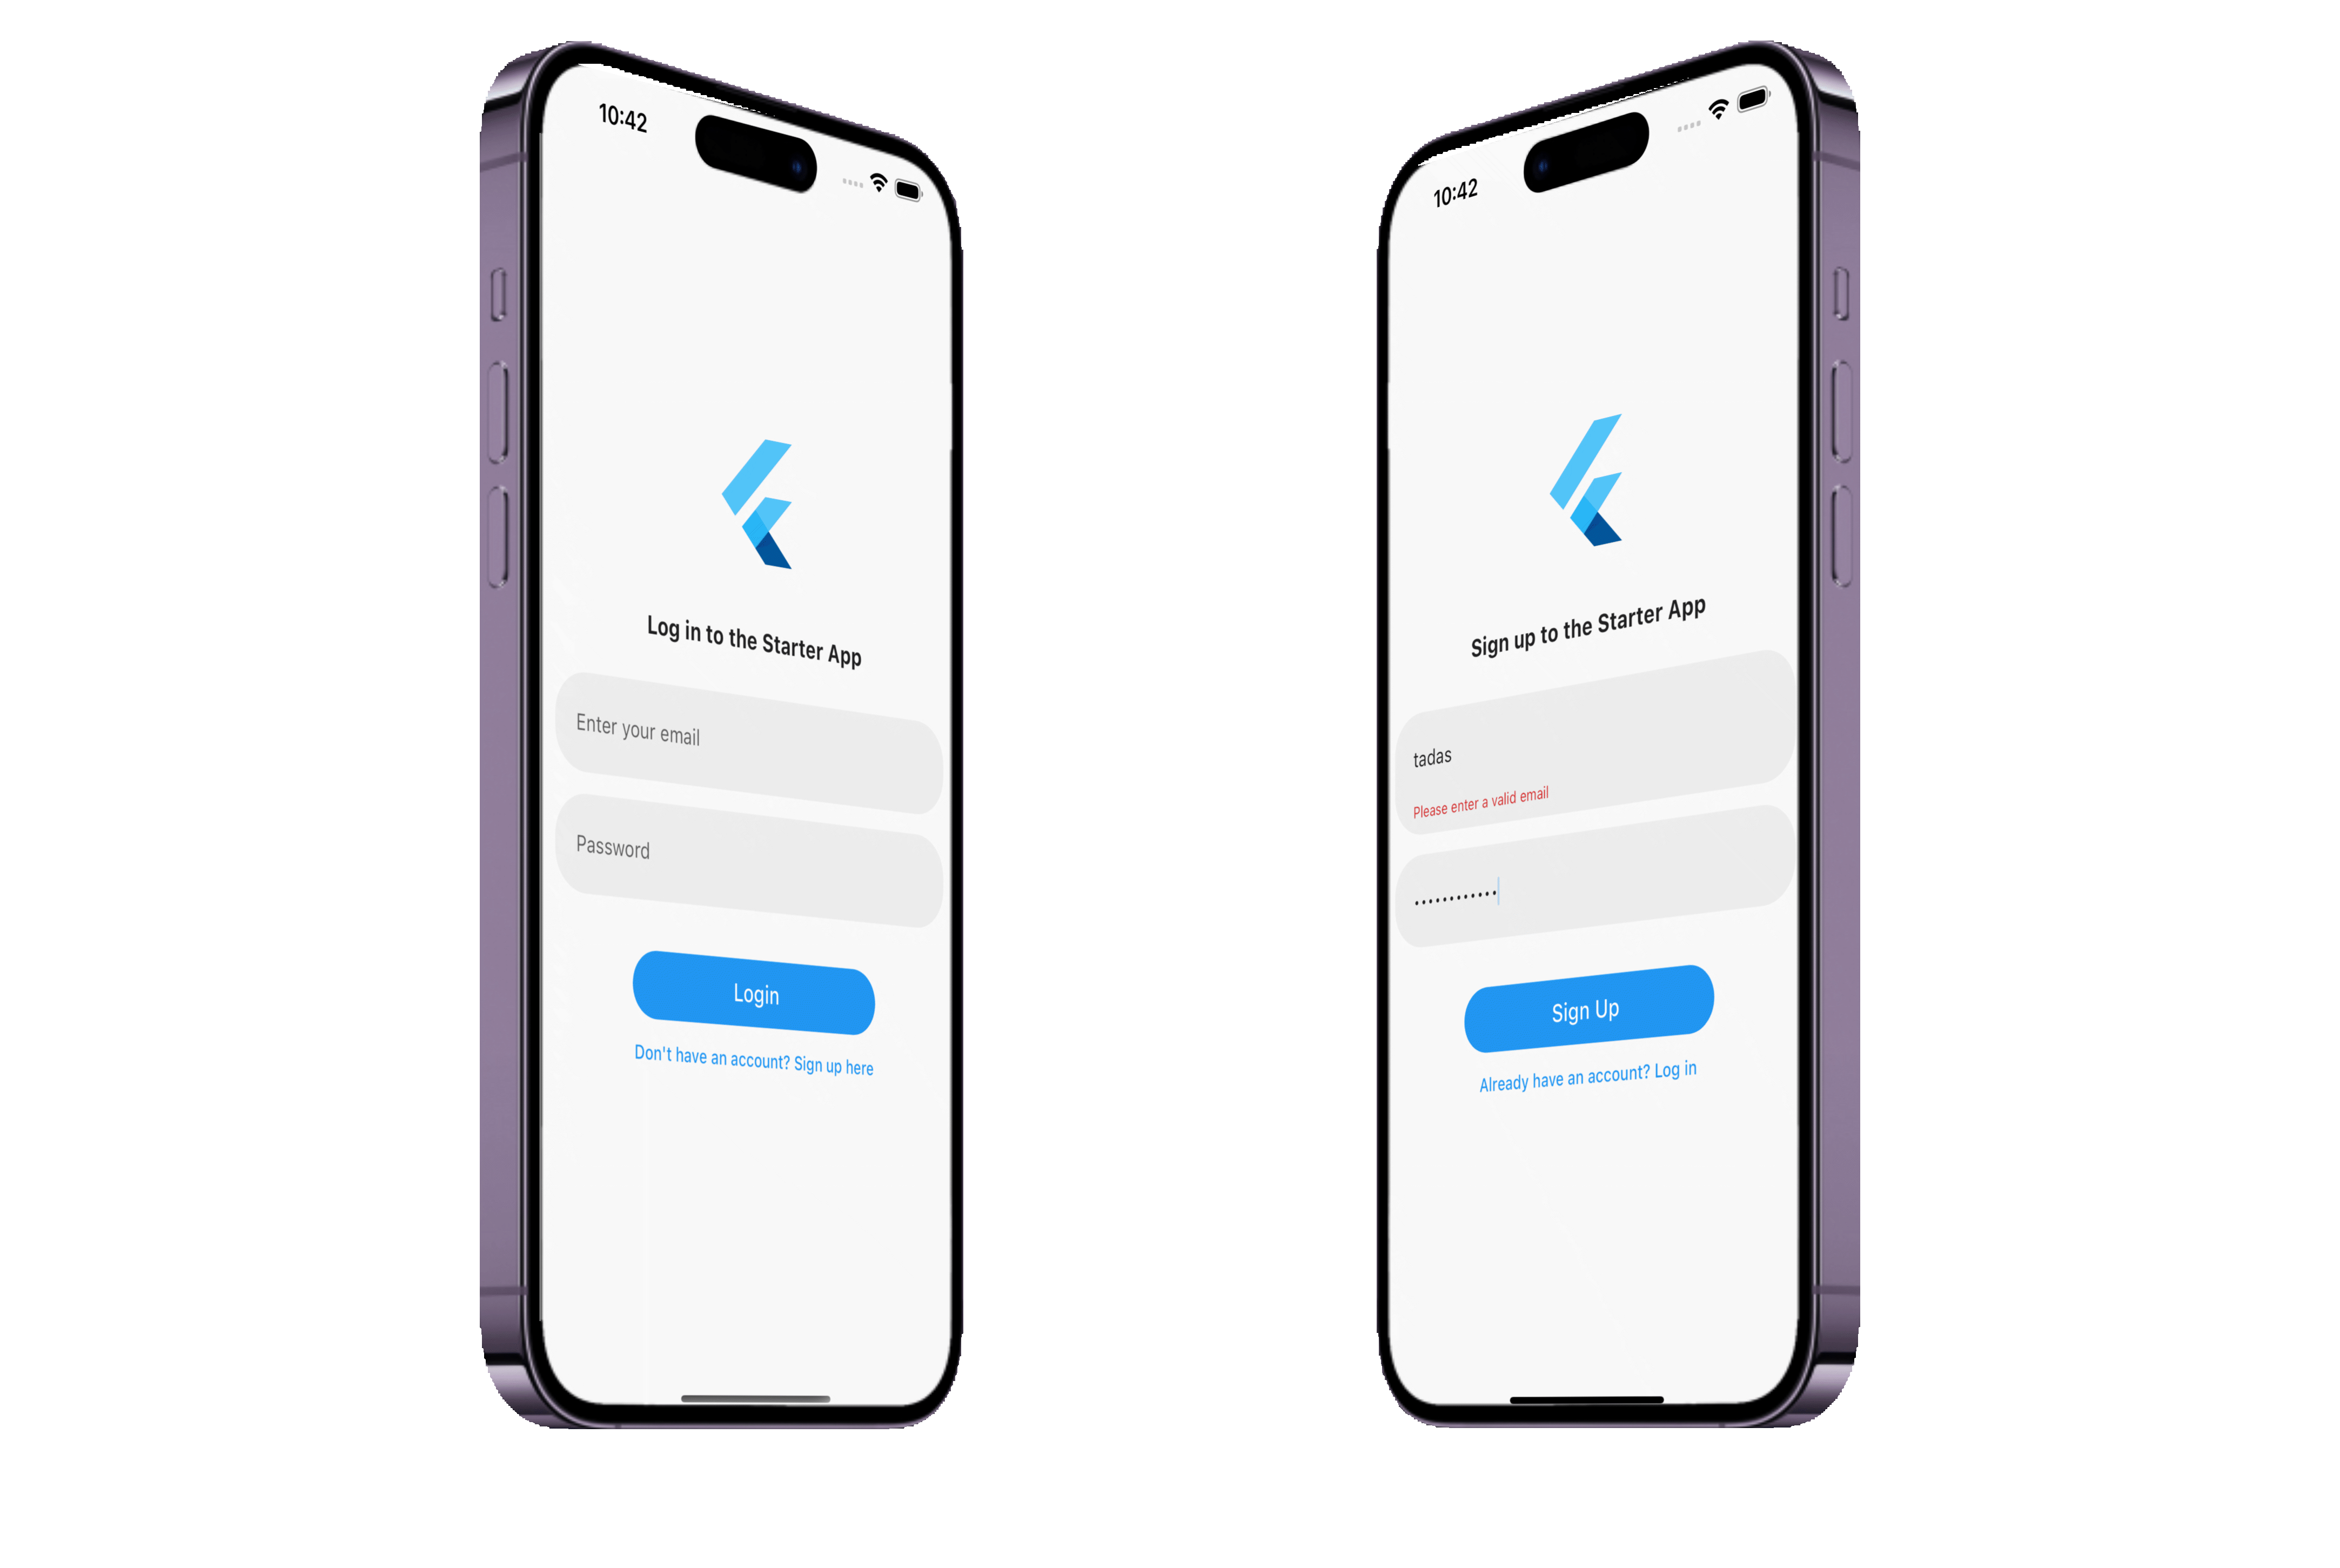 10:42
Log in to the Starter App
Enter your email
Password
Login
Don't have an account? Sign up here
10:42
Sign up to the Starter App
tadas
Please enter a valid email
••••••••••••
Sign Up
Already have an account? Log in